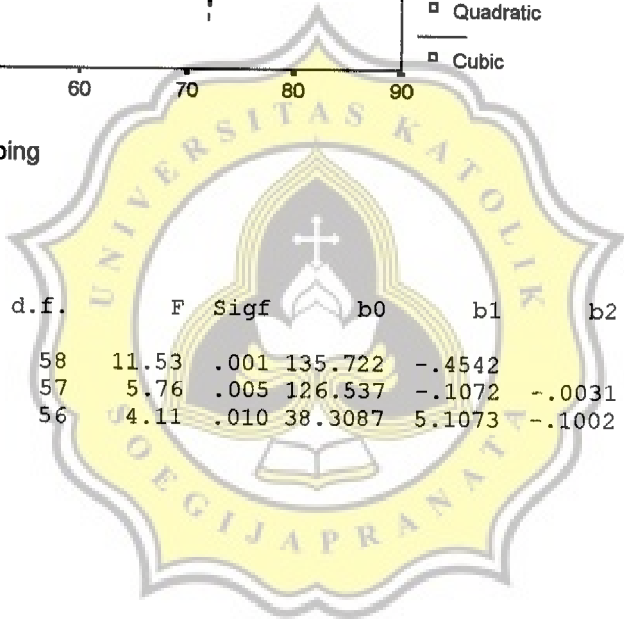 Quadratic
Cubic
60 70 80 90
ping
UNIVERSITAS KATOLIK
d.f. F Sigf b0 b1 b2
58 11.53 .001 135.722 -.4542
57 5.76 .005 126.537 -.1072 -.0031
56 4.11 .010 38.3087 5.1073 -.1002
SOEGIJAPRANATA